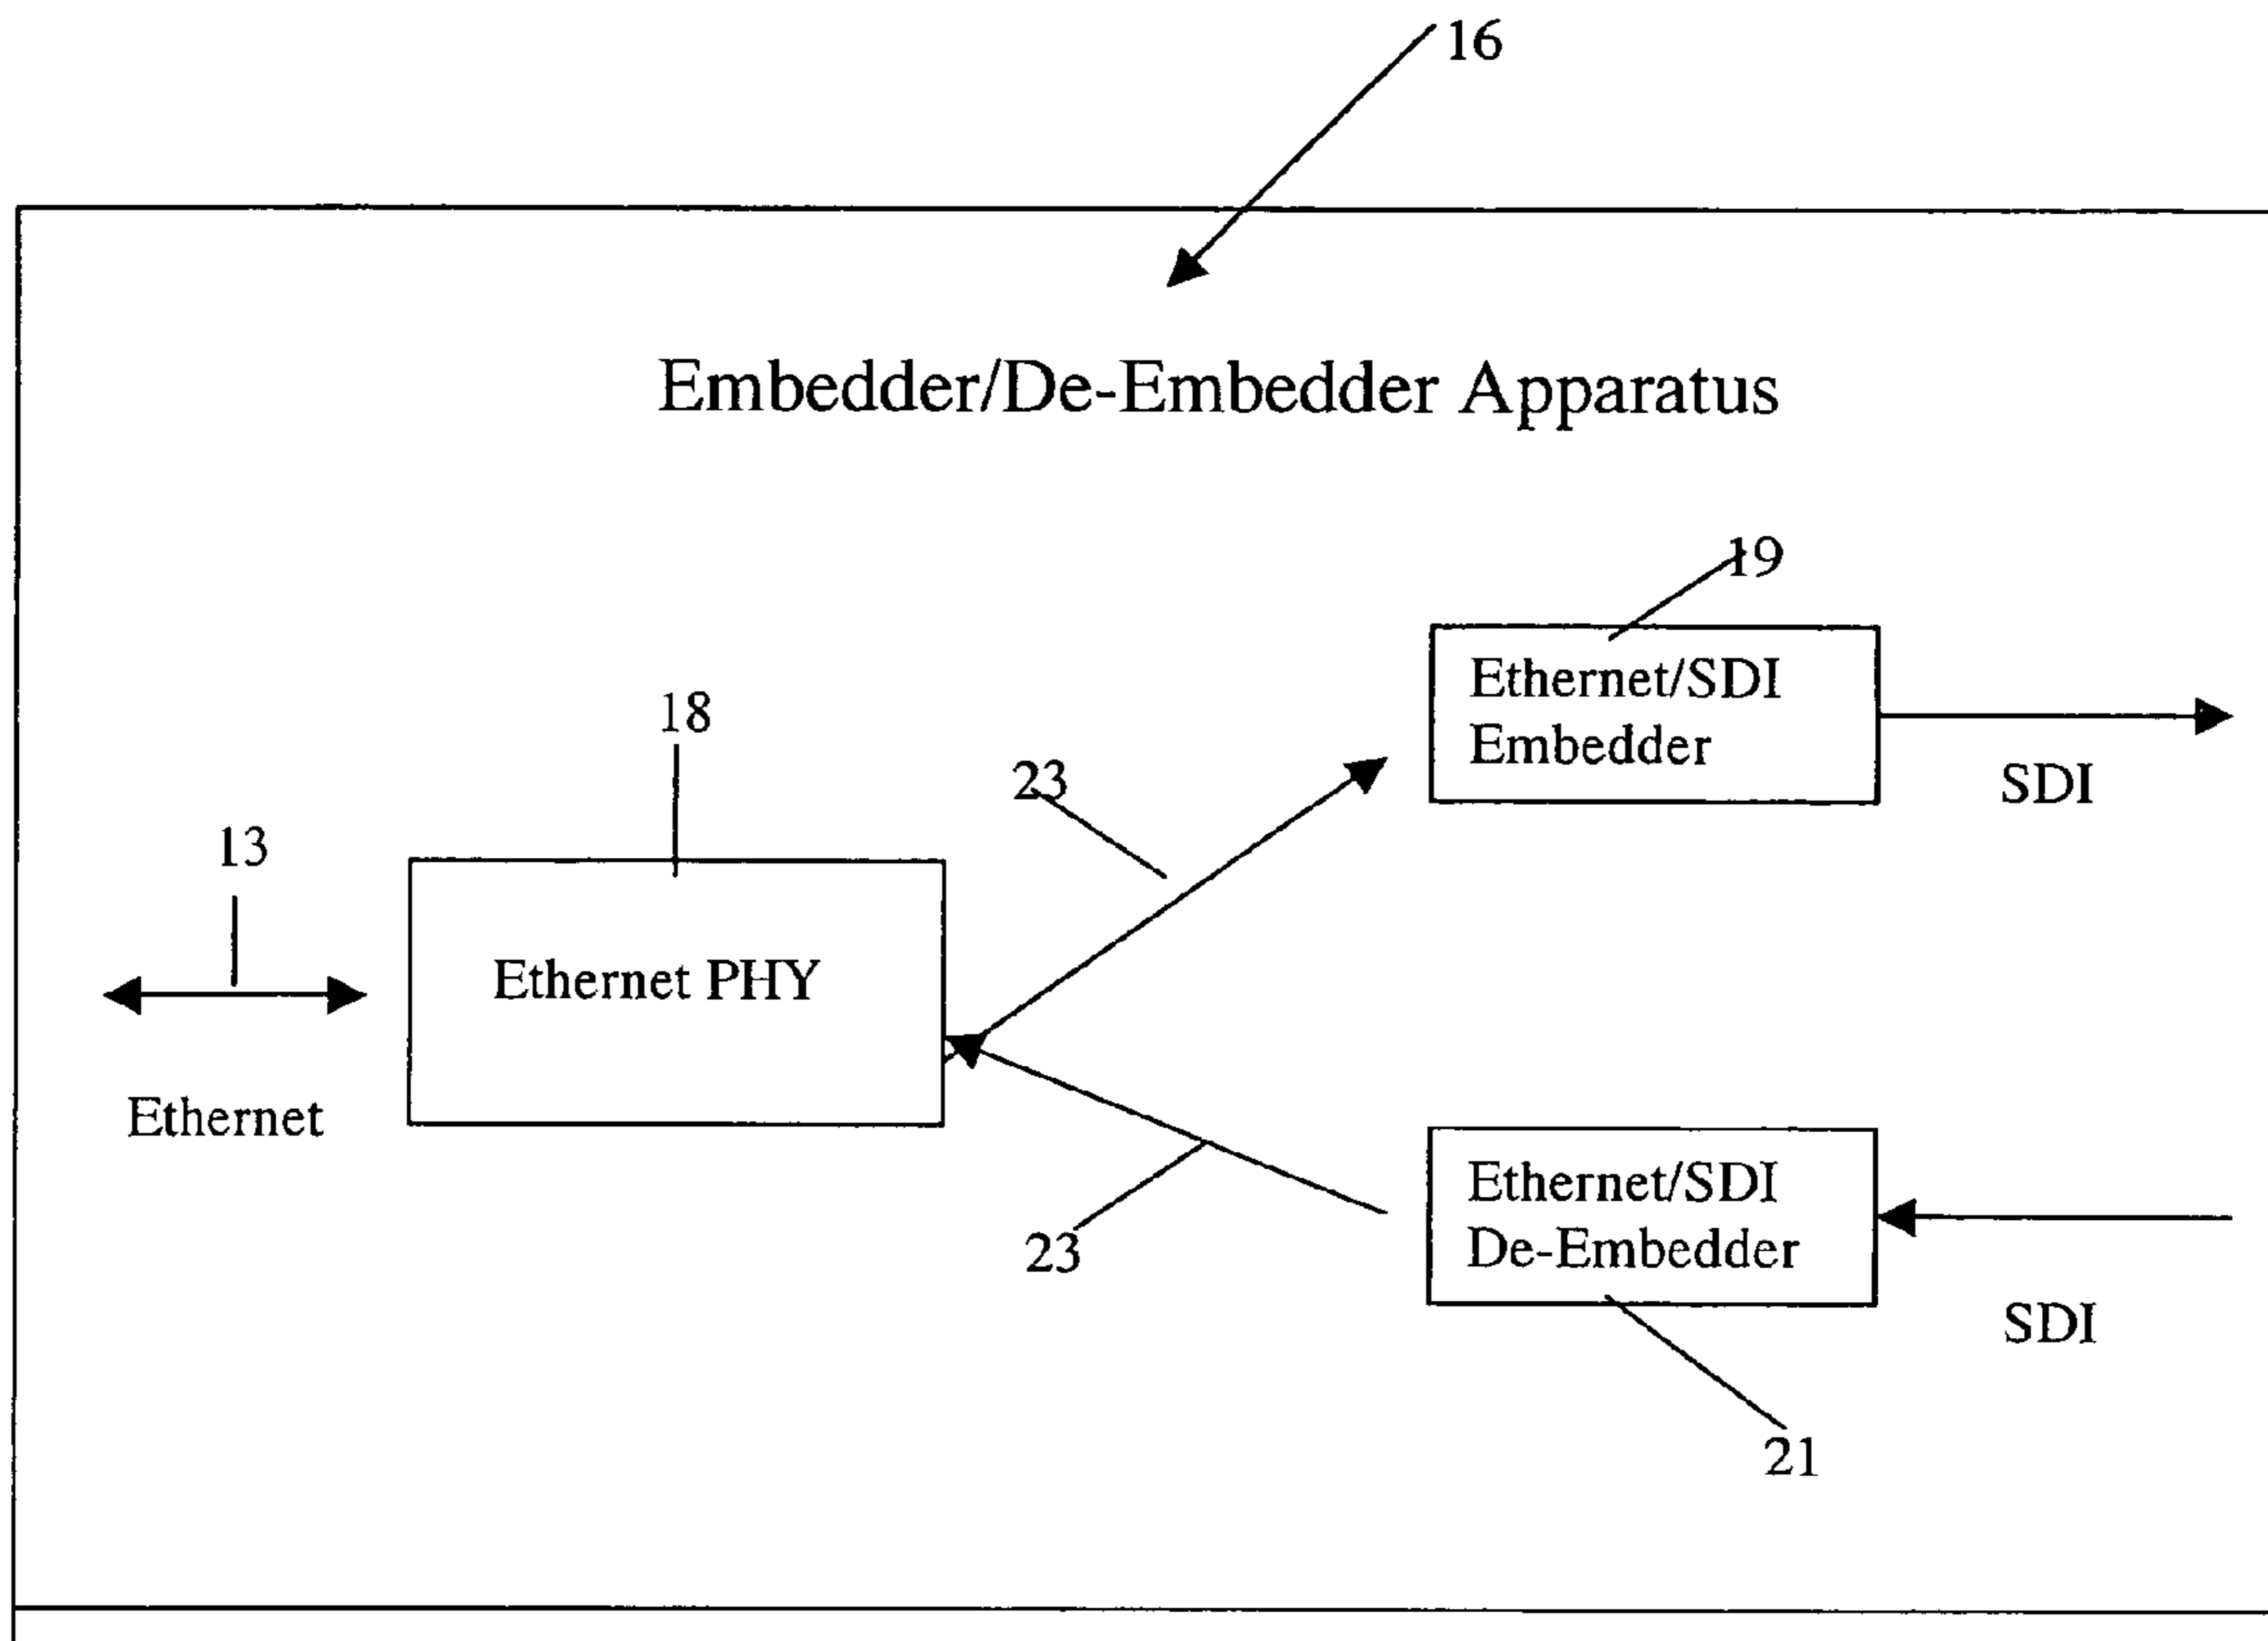 16
Embedder/De-Embedder Apparatus
19
Ethernet/SDI
Embedder
SDI
18
23
13
Ethernet PHY
Ethernet
Ethernet/SDI
De-Embedder
23
SDI
21